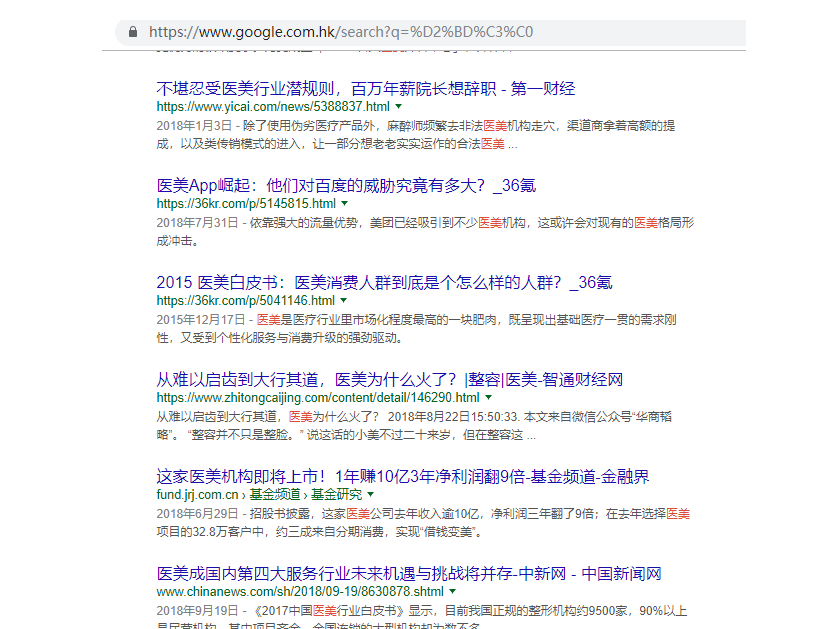 https://www.google.com.hk/search?q=%D2%BD%C3%C0
不堪忍受医美行业潜规则，百万年薪院长想辞职 - 第一财经
https://www.yicai.com/news/5388837.html
2018年1月3日 - 除了使用伪劣医疗产品外，麻醉师频繁去非法医美机构走穴，渠道商拿着高额的提
成，以及类传销模式的进入，让一部分想老老实实运作的合法医美 ...
医美App崛起：他们对百度的威胁究竟有多大？_36氪
https://36kr.com/p/5145815.html
2018年7月31日 - 依靠强大的流量优势，美团已经吸引到不少医美机构，这或许会对现有的医美格局形
成冲击。
2015 医美白皮书：医美消费人群到底是个怎么样的人群？_36氪
https://36kr.com/p/5041146.html
2015年12月17日 - 医美是医疗行业里市场化程度最高的一块肥肉，既呈现出基础医疗一贯的需求刚
性，又受到个性化服务与消费升级的强劲驱动。
从难以启齿到大行其道，医美为什么火了？|整容|医美-智通财经网
https://www.zhitongcaijing.com/content/detail/146290.html
从难以启齿到大行其道，医美为什么火了？ 2018年8月22日15:50:33. 本文来自微信公众号“华商韬
略”。 “整容并不只是整脸。” 说这话的小美不过二十来岁，但在整容这 ...
这家医美机构即将上市！1年赚10亿3年净利润翻9倍-基金频道-金融界
fund.jrj.com.cn › 基金频道 › 基金研究
2018年6月29日 - 招股书披露，这家医美公司去年收入逾10亿，净利润三年翻了9倍；在去年选择医美
项目的32.8万客户中，约三成来自分期消费，实现“借钱变美”。
医美成国内第四大服务行业未来机遇与挑战将并存-中新网 - 中国新闻网
www.chinanews.com/sh/2018/09-19/8630878.shtml
2018年9月19日 - 《2017中国医美行业白皮书》显示，目前我国正规的整形机构约9500家，90%以上
是民营机构，其中项目齐全、全国连锁的大型机构却为数不多